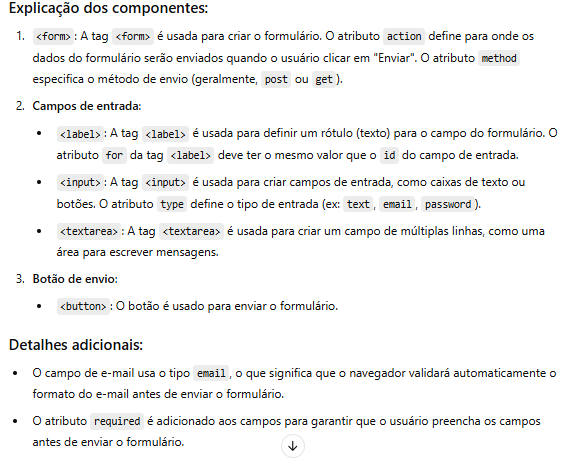 Explicação dos componentes:
1. <form>: A tag <form> é usada para criar o formulário. O atributo action define para onde os
dados do formulário serão enviados quando o usuário clicar em "Enviar". O atributo method
especifica o método de envio (geralmente, post ou get).
2. Campos de entrada:
• <label>: A tag <label> é usada para definir um rótulo (texto) para o campo do formulário. O
atributo for da tag <label> deve ter o mesmo valor que o id do campo de entrada.
• <input>: A tag <input> é usada para criar campos de entrada, como caixas de texto ou
botões. O atributo type define o tipo de entrada (ex: text, email, password).
• <textarea>: A tag <textarea> é usada para criar um campo de múltiplas linhas, como uma
área para escrever mensagens.
3. Botão de envio:
• <button>: O botão é usado para enviar o formulário.
Detalhes adicionais:
• O campo de e-mail usa o tipo email, o que significa que o navegador validará automaticamente o
formato do e-mail antes de enviar o formulário.
• O atributo required é adicionado aos campos para garantir que o usuário preencha os campos
antes de enviar o formulário.